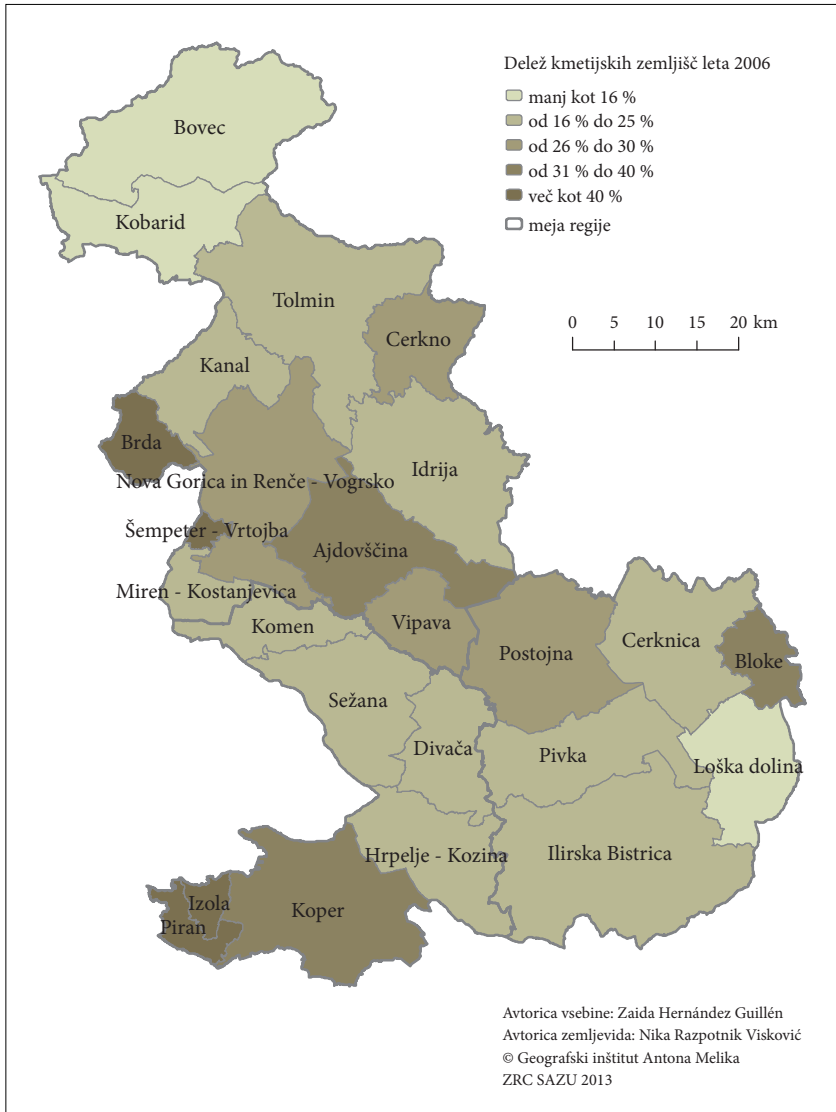 Delež kmetijskih zemljišč leta 2006
manj kot 16 %
od 16 % do 25 %
od 26 % do 30 %
od 31 % do 40 %
več kot 40 %
meja regije
0 5 10 15 20 km
Bovec
Kobarid
Tolmin
Cerkno
Kanal
Brda
Idrija
Nova Gorica in Renče - Vogrsko
Šempeter - Vrtojba
Ajdovščina
Miren - Kostanjevica
Komen
Vipava
Postojna
Cerknica
Bloke
Sežana
Divača
Pivka
Loška dolina
Hrpelje - Kozina
Ilirska Bistrica
Izola
Piran
Koper
Avtorica vsebine: Zaida Hernández Guillén
Avtorica zemljevida: Nika Razpotnik Visković
© Geografski inštitut Antona Melika
ZRC SAZU 2013